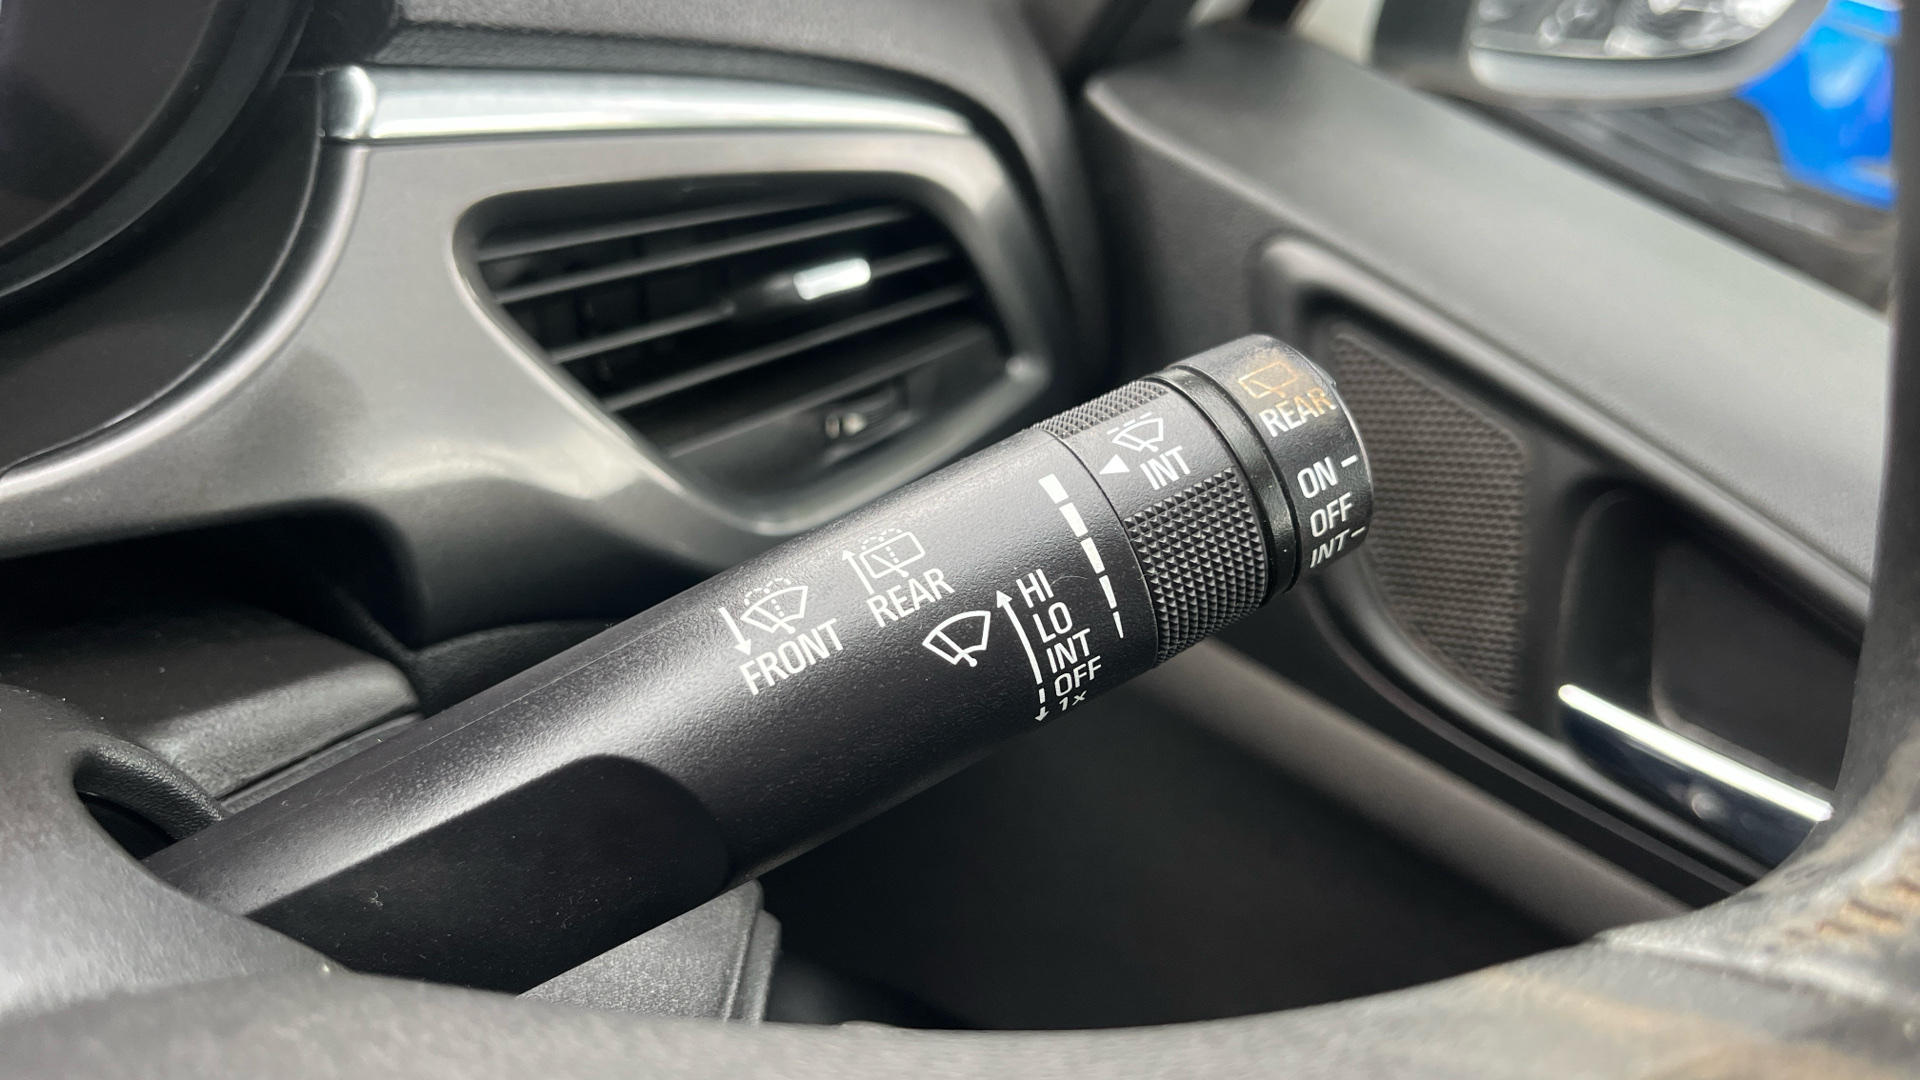 REAR
ON
OFF
INT
INT
REAR
FRONT
HI
LO
INT
OFF
1x